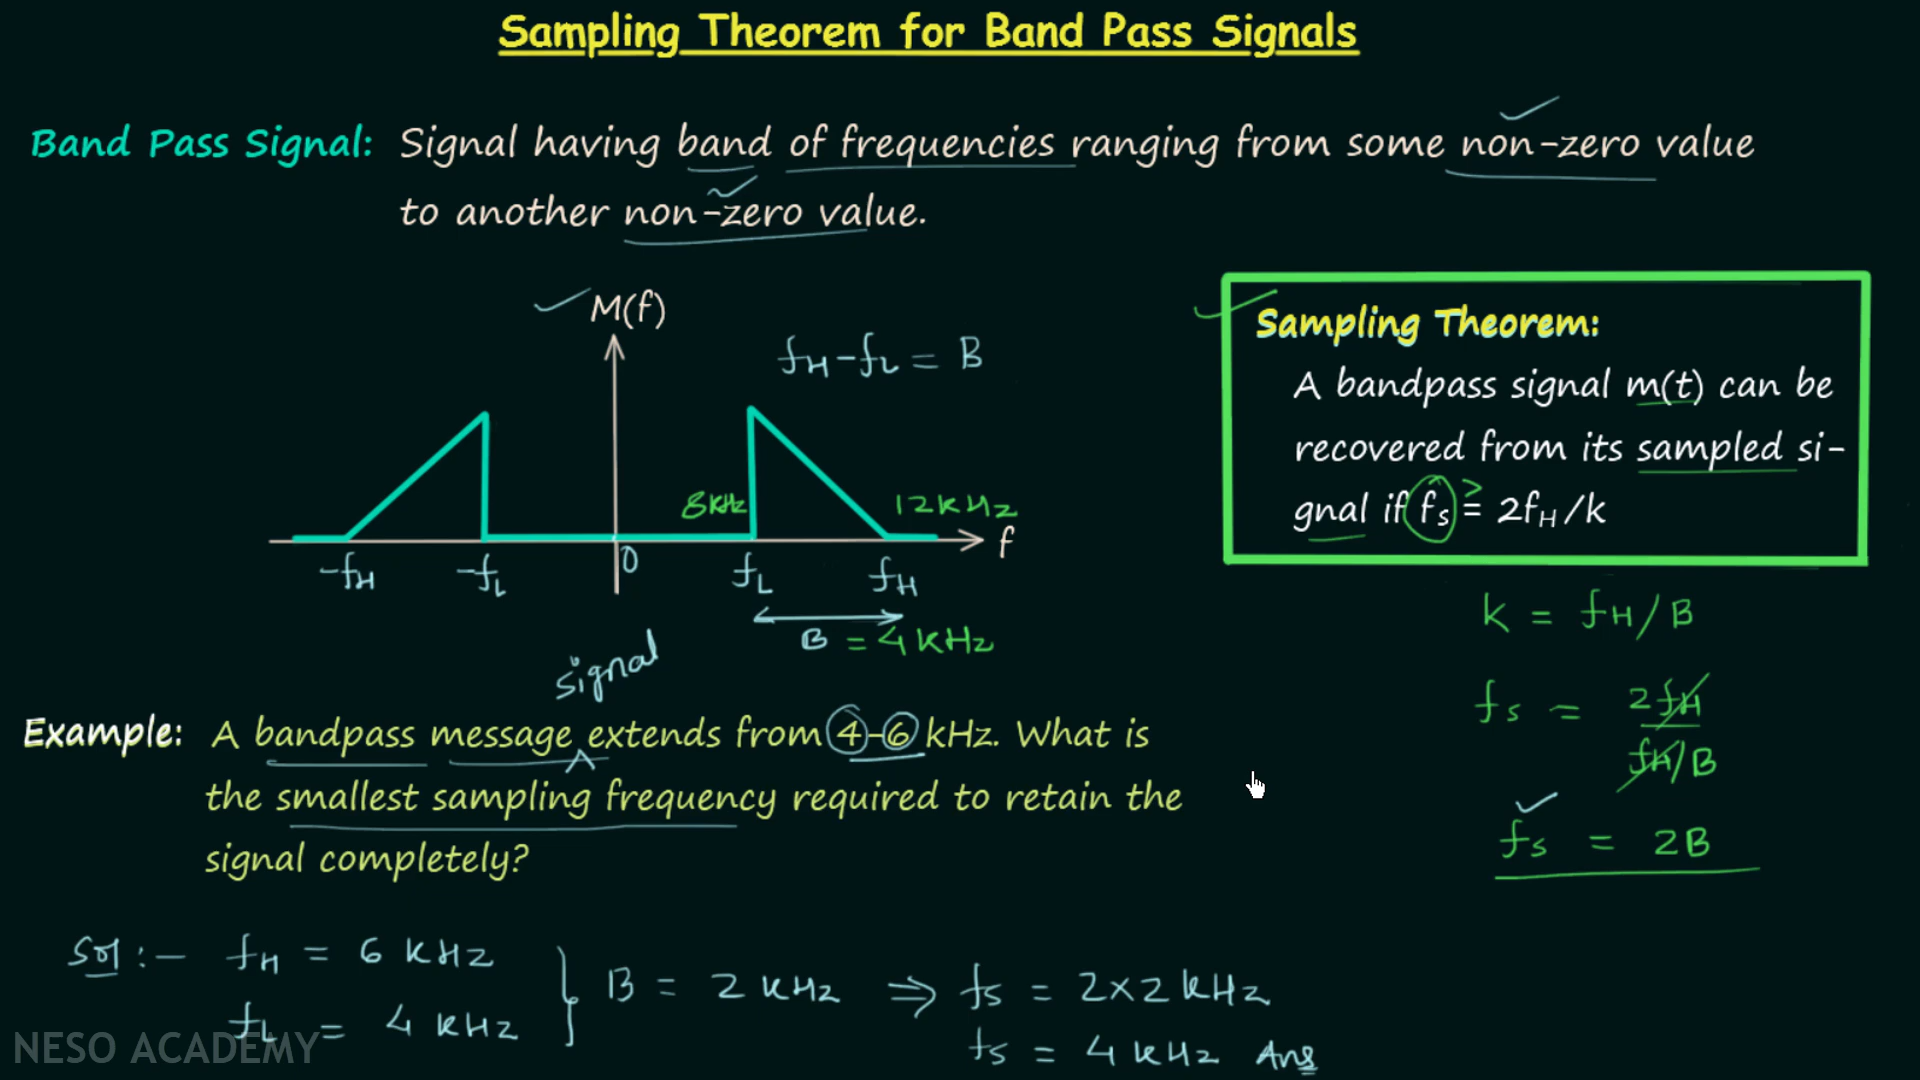 Sampling Theorem for Band Pass Signals
Band Pass Signal: Signal having band of frequencies ranging from some non-zero value
to another non-zero value.
M(f)
fH-fL = B
8kHz
12kHz
-fH -fL 0 fL fH f
B = 4kHz
Sampling Theorem:
A bandpass signal m(t) can be
recovered from its sampled si-
gnal if fs ≥ 2fH/k
k = fH/B
fs = 2fH
fH/B
fs = 2B
signal
Example: A bandpass message extends from 4-6 kHz. What is
the smallest sampling frequency required to retain the
signal completely?
Sol:- fH = 6 kHz
fL = 4 kHz
B = 2 kHz ⇒ fs = 2×2kHz
fs = 4kHz Ans
NESO ACADEMY